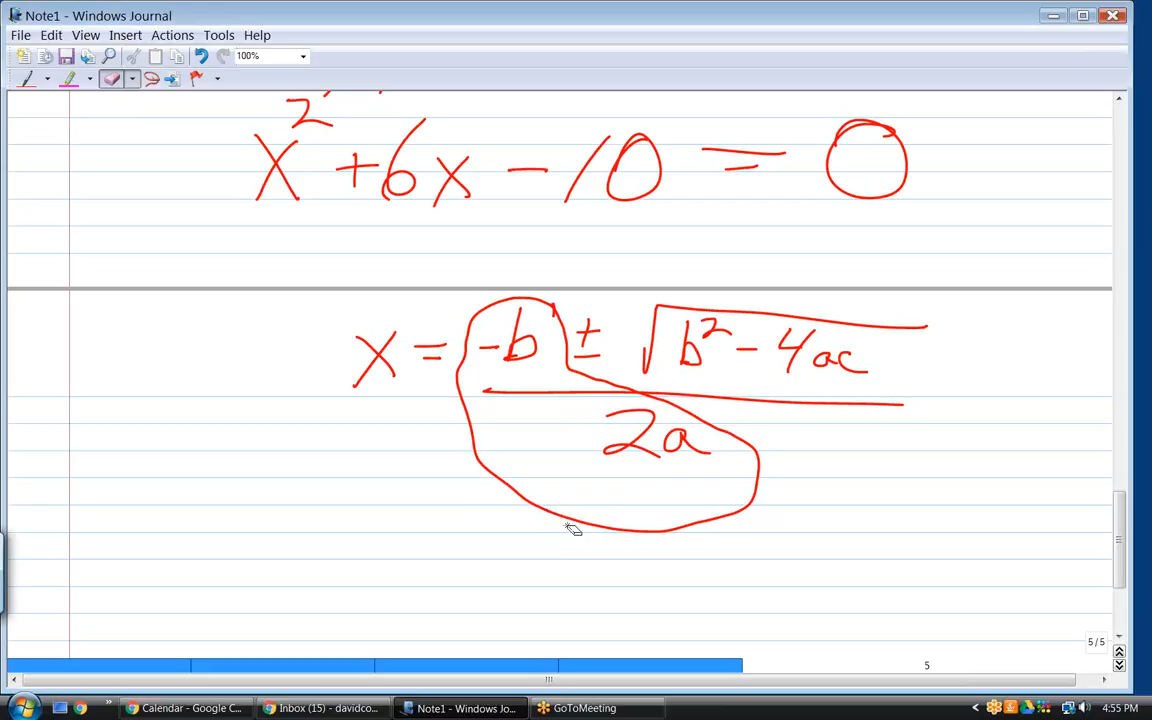 Note1 - Windows Journal
File Edit View Insert Actions Tools Help
100%
x² + 6x - 10 = 0
x = -b ± √b² - 4ac
2a
5/5
5
Calendar - Google C... Inbox (15) - davidco... Note1 - Windows Jo... GoToMeeting 4:55 PM